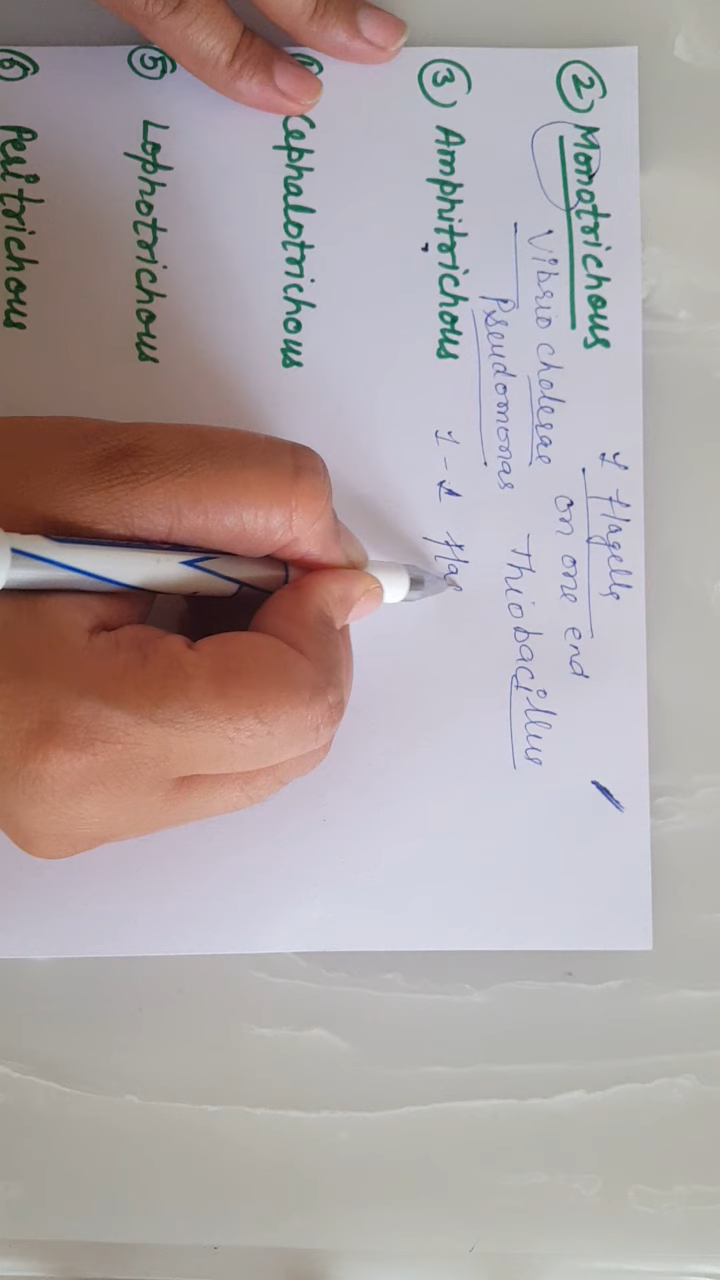 ② Monotrichous 1 flagella
on one end
Vibrio cholerae Thiobacillus
Pseudomonas
③ Amphitrichous 1-1 flag
Cephalotrichous
⑤ Lophotrichous
⑥ Peritrichous